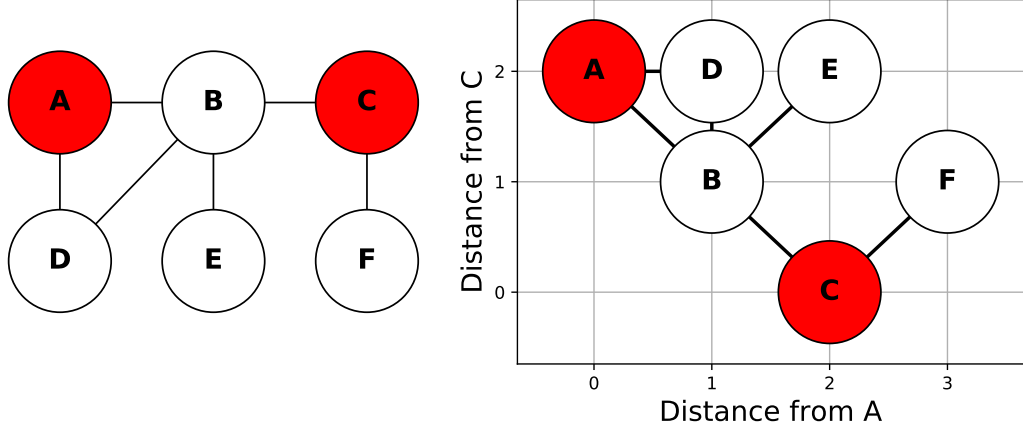 A B C
D E F
Distance from C
2
1
0
A D E
B F
C
0 1 2 3
Distance from A